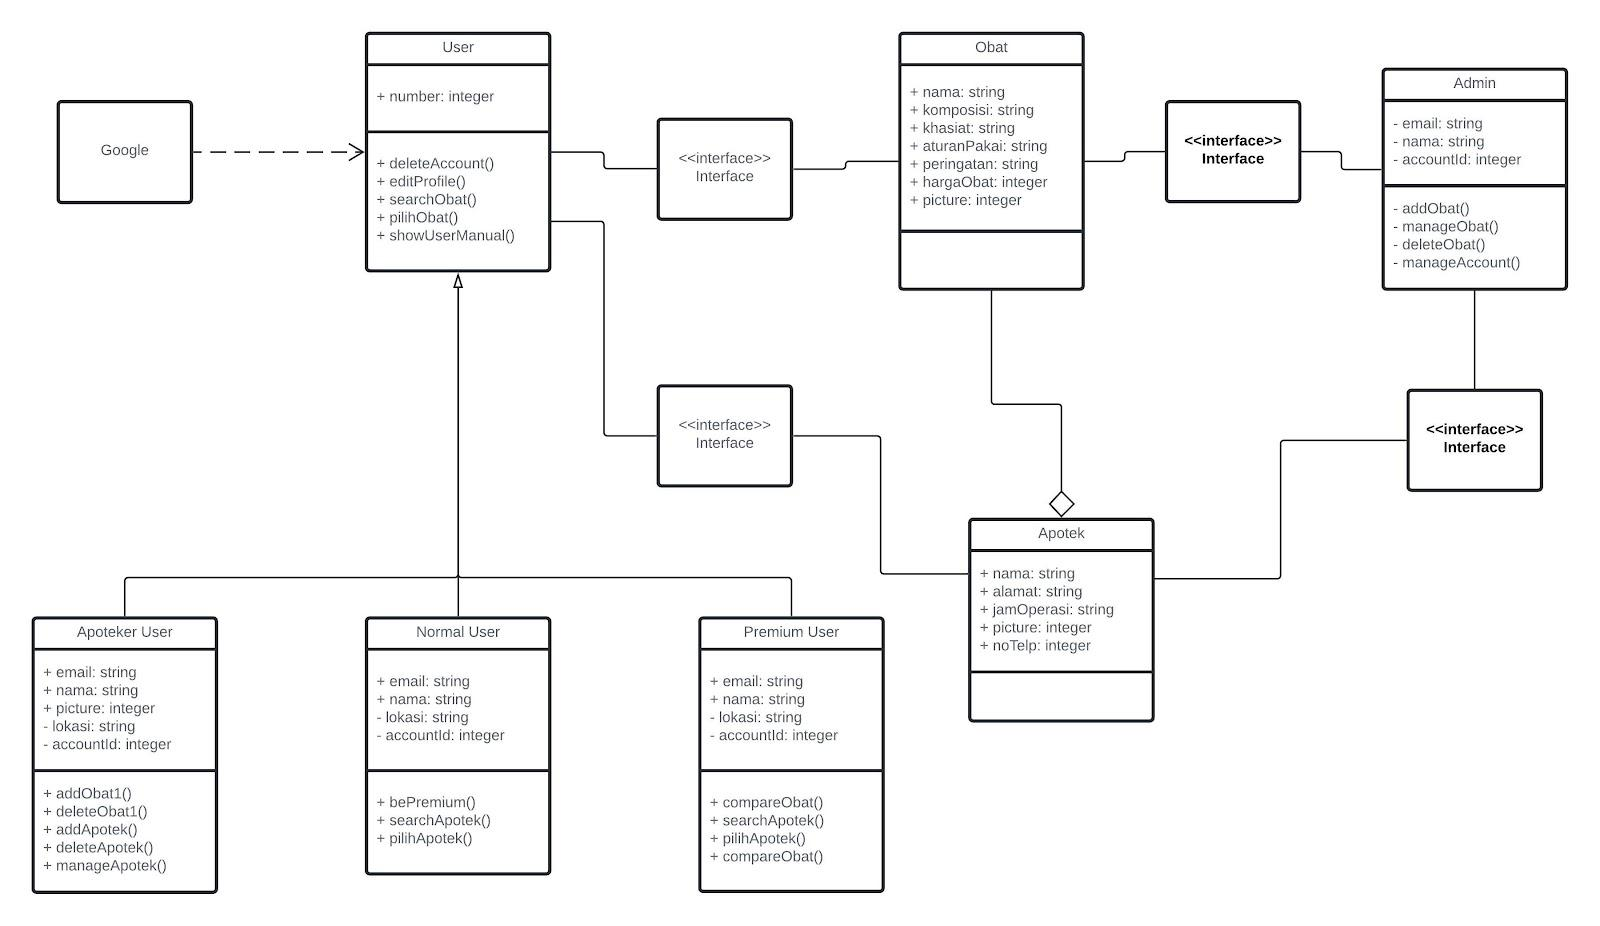 User
+ number: integer
+ deleteAccount()
+ editProfile()
+ searchObat()
+ pilihObat()
+ showUserManual()
Google
<<interface>>
Interface
Obat
+ nama: string
+ komposisi: string
+ khasiat: string
+ aturanPakai: string
+ peringatan: string
+ hargaObat: integer
+ picture: integer
<<interface>>
Interface
Admin
- email: string
- nama: string
- accountId: integer
- addObat()
- manageObat()
- deleteObat()
- manageAccount()
<<interface>>
Interface
<<interface>>
Interface
Apotek
+ nama: string
+ alamat: string
+ jamOperasi: string
+ picture: integer
+ noTelp: integer
Apoteker User
+ email: string
+ nama: string
+ picture: integer
- lokasi: string
- accountId: integer
+ addObat1()
+ deleteObat1()
+ addApotek()
+ deleteApotek()
+ manageApotek()
Normal User
+ email: string
+ nama: string
- lokasi: string
- accountId: integer
+ bePremium()
+ searchApotek()
+ pilihApotek()
Premium User
+ email: string
+ nama: string
- lokasi: string
- accountId: integer
+ compareObat()
+ searchApotek()
+ pilihApotek()
+ compareObat()